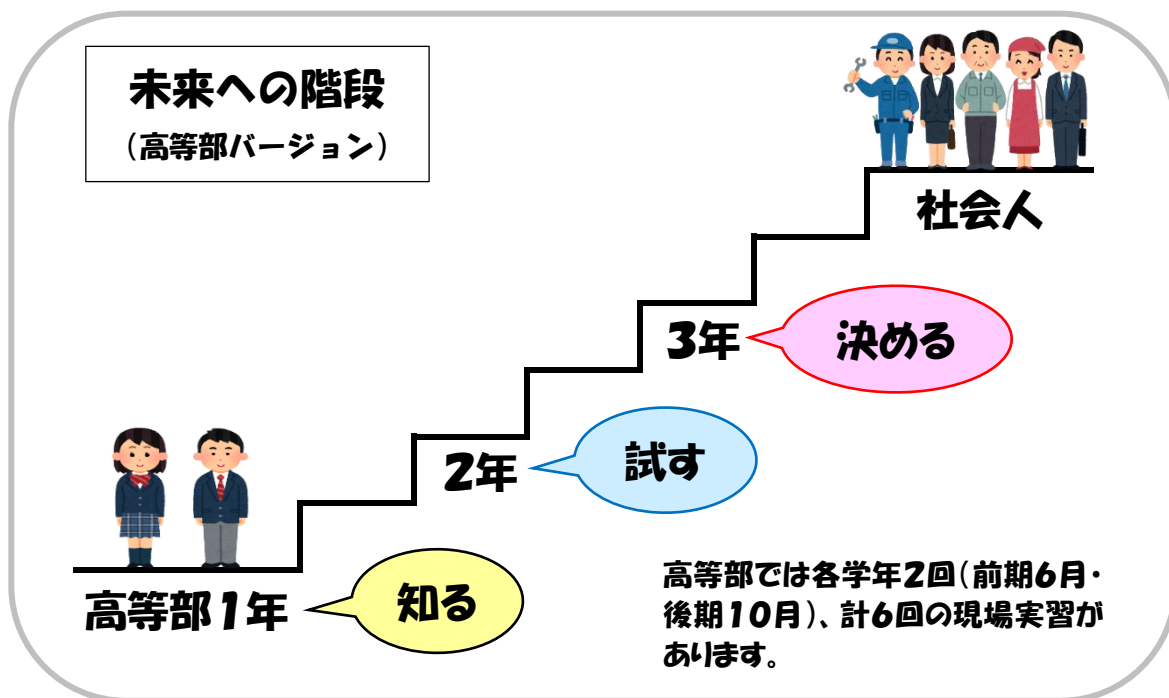 未来への階段
（高等部バージョン）
社会人
3年
決める
2年
試す
高等部1年
知る
高等部では各学年2回（前期6月・
後期10月）、計6回の現場実習が
あります。